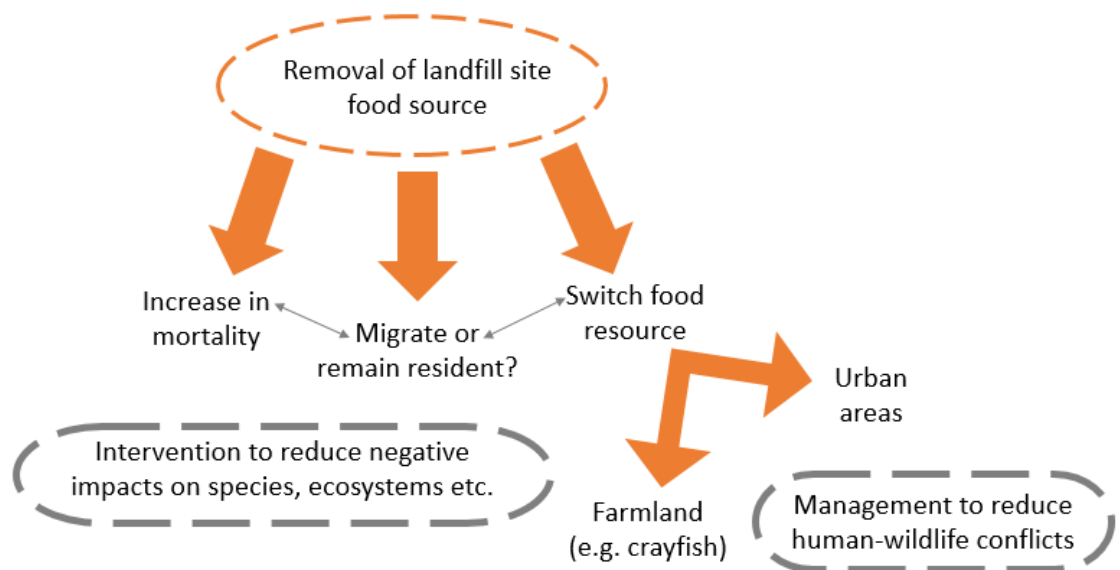 Removal of landfill site
food source
Increase in
mortality
Migrate or
remain resident?
Switch food
resource
Urban
areas
Intervention to reduce negative
impacts on species, ecosystems etc.
Farmland
(e.g. crayfish)
Management to reduce
human-wildlife conflicts